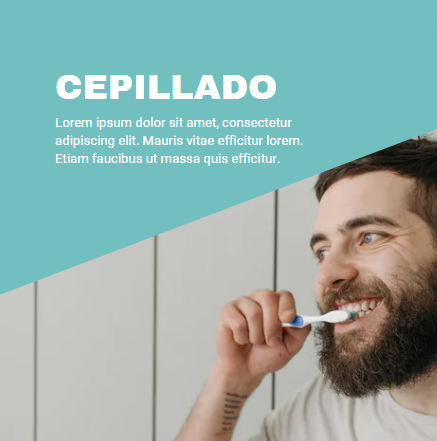 CEPILLADO
Lorem ipsum dolor sit amet, consectetur
adipiscing elit. Mauris vitae efficitur lorem.
Etiam faucibus ut massa quis efficitur.